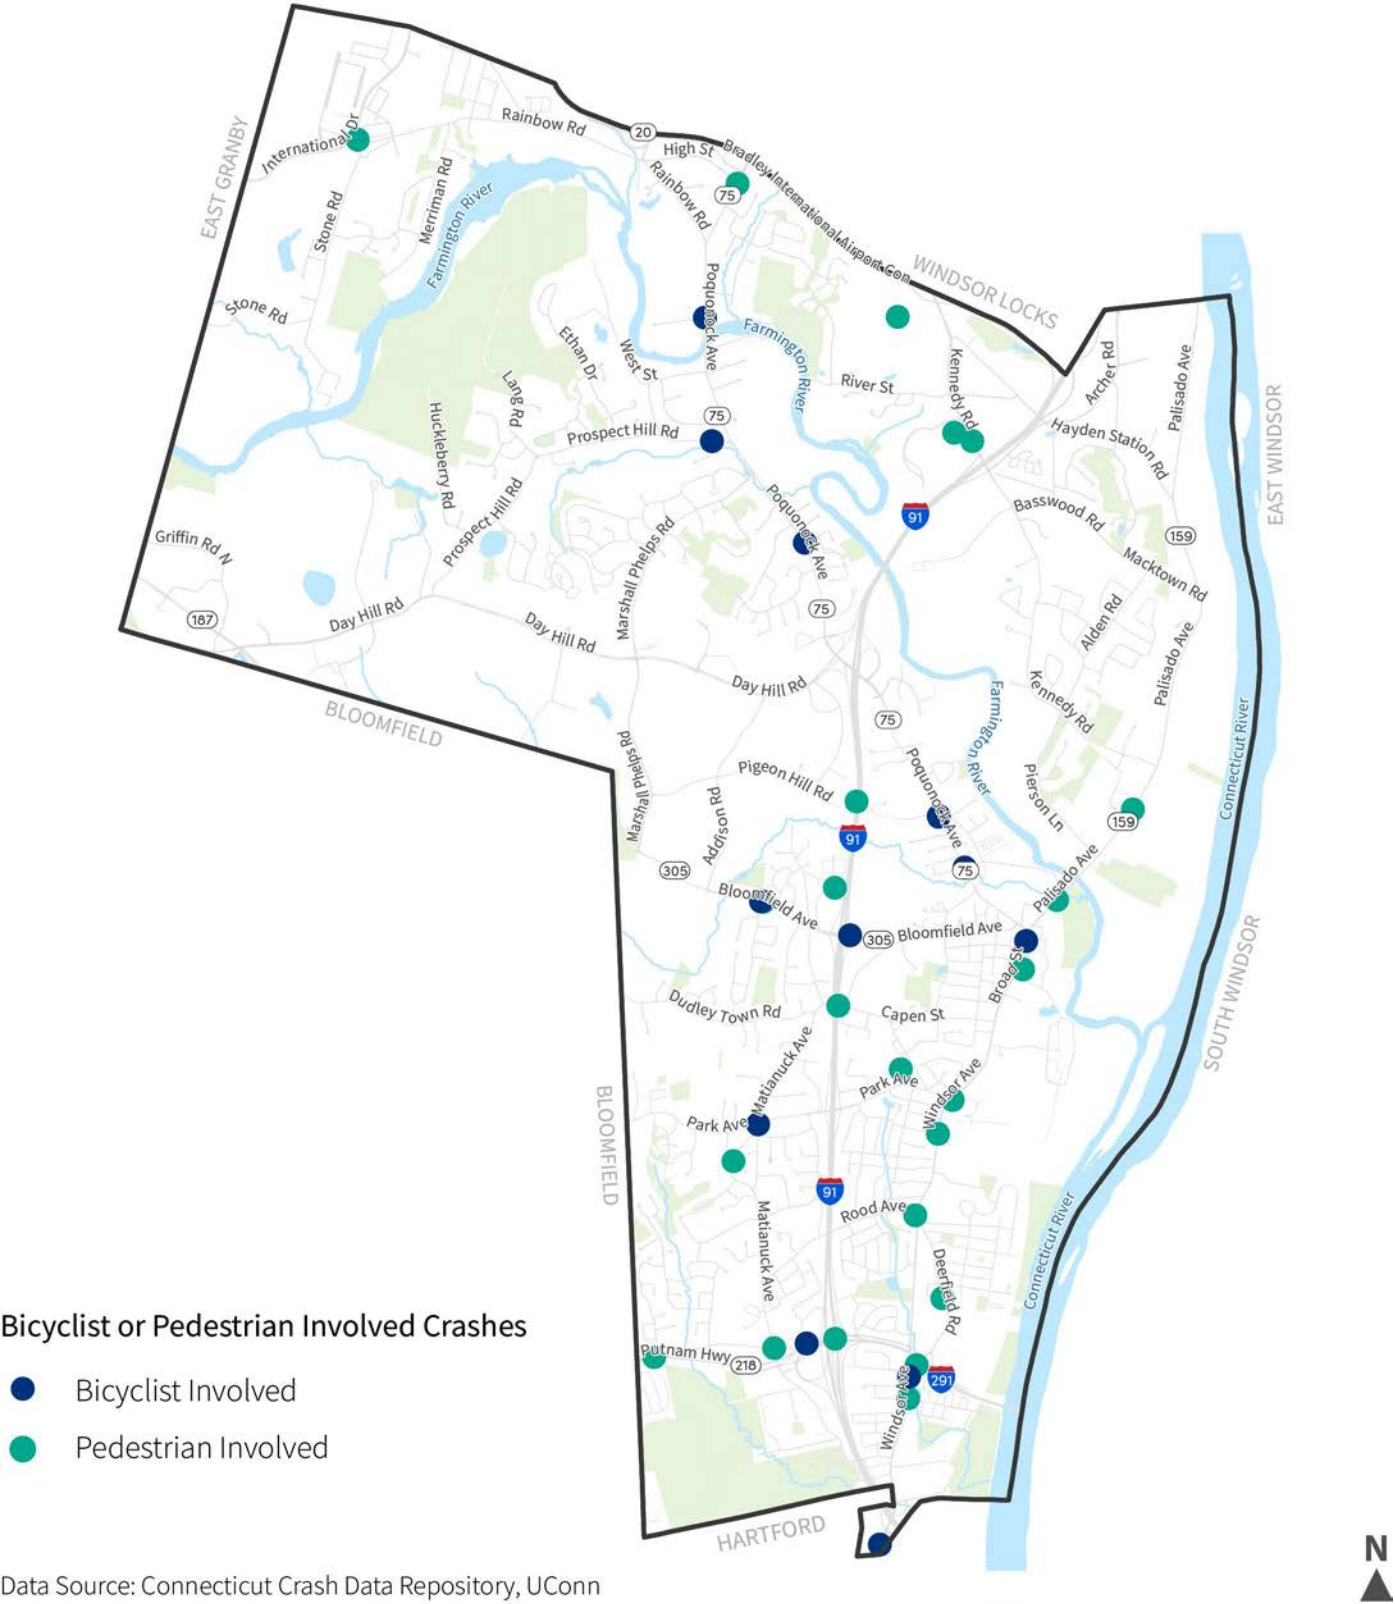 International Dr
Rainbow Rd
20
High St
Bradley International Airport Con
EAST GRANBY
Stone Rd
Merriman Rd
Farmington River
Rainbow Rd
75
WINDSOR LOCKS
Stone Rd
Poquonock Ave
Farmington River
Ethan Dr
West St
River St
Kennedy Rd
Archer Rd
Palisado Ave
EAST WINDSOR
Lang Rd
Huckleberry Rd
Prospect Hill Rd
75
Hayden Station Rd
Prospect Hill Rd
Poquonock Ave
91
Basswood Rd
159
Griffin Rd N
Marshall Phelps Rd
Macktown Rd
187
Day Hill Rd
Day Hill Rd
75
Alden Rd
Palisado Ave
BLOOMFIELD
Day Hill Rd
75
Farmington River
Kennedy Rd
Connecticut River
Marshall Phelps Rd
Pigeon Hill Rd
Poquonock Ave
Pierson Ln
Addison Rd
91
159
305
75
Palisado Ave
Bloomfield Ave
305
Bloomfield Ave
Broad St
SOUTH WINDSOR
Dudley Town Rd
Capen St
Matianuck Ave
Park Ave
Windsor Ave
BLOOMFIELD
Park Ave
91
Rood Ave
Matianuck Ave
Deerfield Rd
Connecticut River
Bicyclist or Pedestrian Involved Crashes
Putnam Hwy
218
291
Bicyclist Involved
Windsor Ave
Pedestrian Involved
HARTFORD
N
Data Source: Connecticut Crash Data Repository, UConn